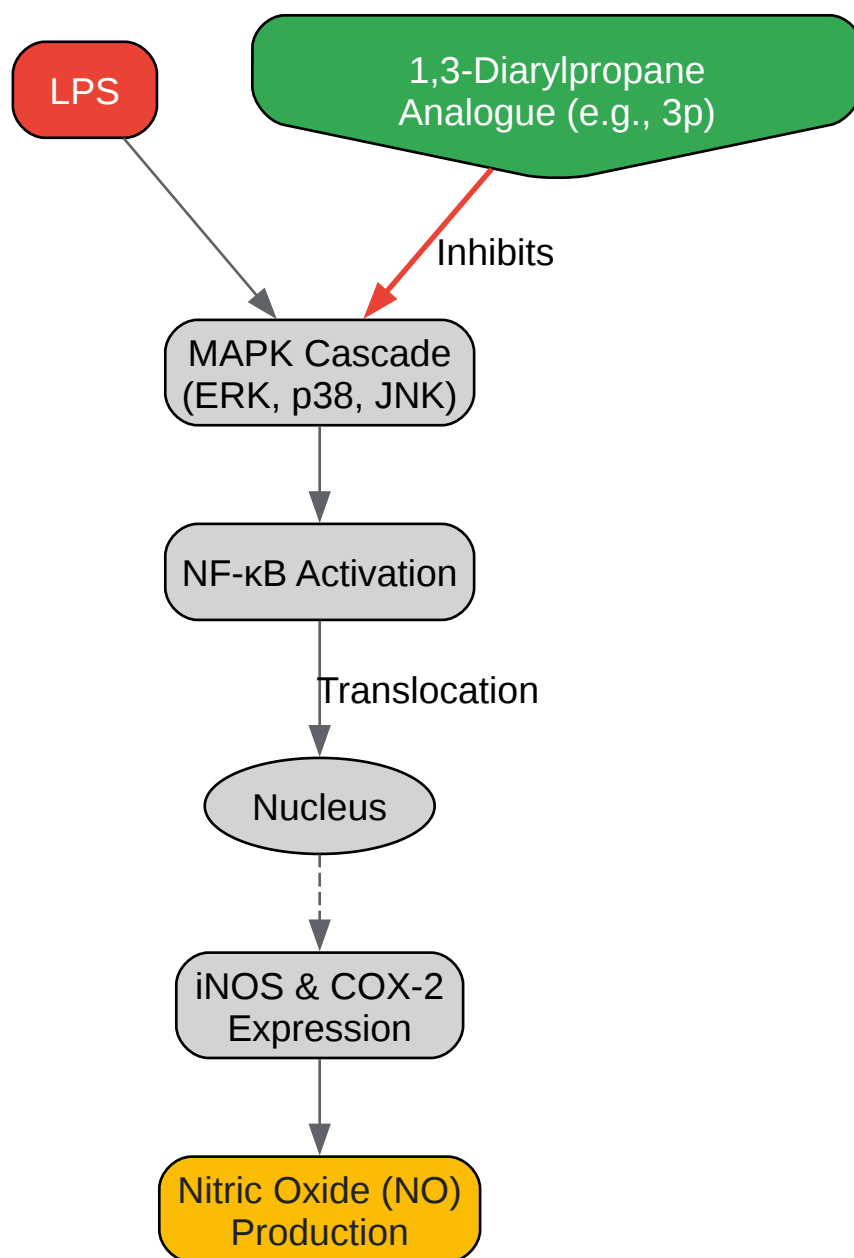 LPS
1,3-Diarylpropane
Analogue (e.g., 3p)
Inhibits
MAPK Cascade
(ERK, p38, JNK)
NF-κB Activation
Translocation
Nucleus
iNOS & COX-2
Expression
Nitric Oxide (NO)
Production